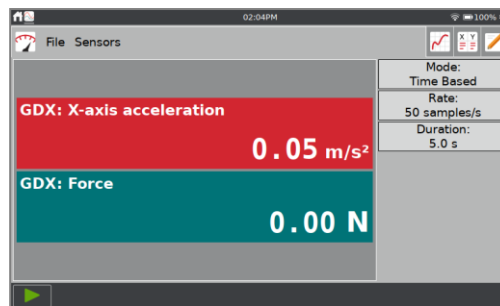 02:04PM
100%
File Sensors
X Y
Mode:
Time Based
Rate:
50 samples/s
Duration:
5.0 s
GDX: X-axis acceleration
0.05 m/s²
GDX: Force
0.00 N